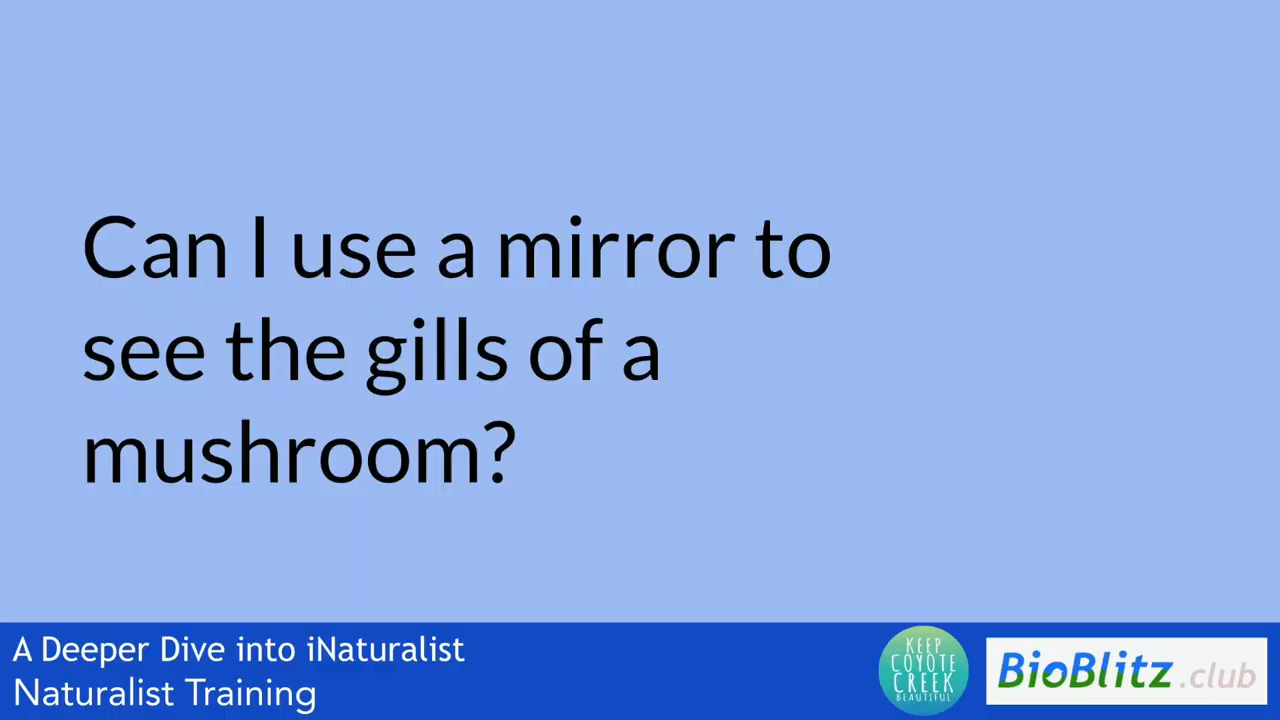 Can I use a mirror to
see the gills of a
mushroom?
A Deeper Dive into iNaturalist
Naturalist Training
KEEP
COYOTE
CREEK
BEAUTIFUL
BioBlitz.club